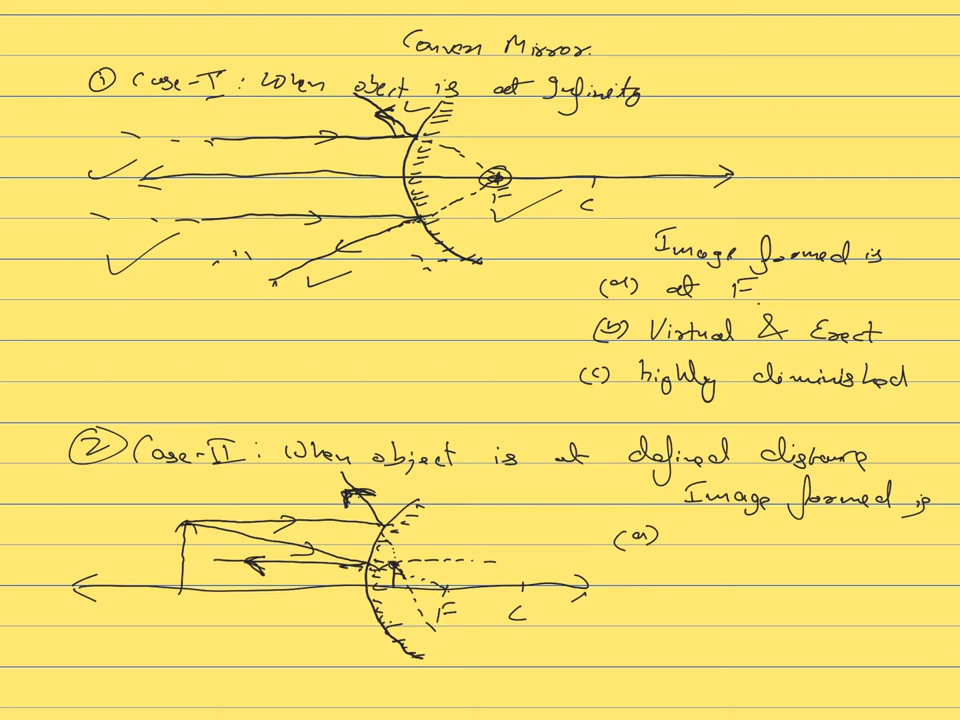 Convex Mirror.
① Case-I : When object is at Infinity
F
C
Image formed is
(a) at F.
(b) Virtual & Erect
(c) highly diminished
② Case-II : When object is at defined distance
Image formed is
(a)
F
C